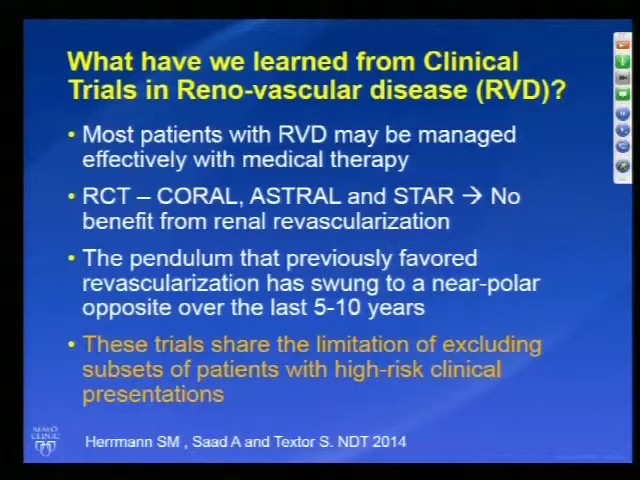 What have we learned from Clinical
Trials in Reno-vascular disease (RVD)?
• Most patients with RVD may be managed
effectively with medical therapy
• RCT – CORAL, ASTRAL and STAR → No
benefit from renal revascularization
• The pendulum that previously favored
revascularization has swung to a near-polar
opposite over the last 5-10 years
• These trials share the limitation of excluding
subsets of patients with high-risk clinical
presentations
MAYO
CLINIC
Herrmann SM , Saad A and Textor S. NDT 2014